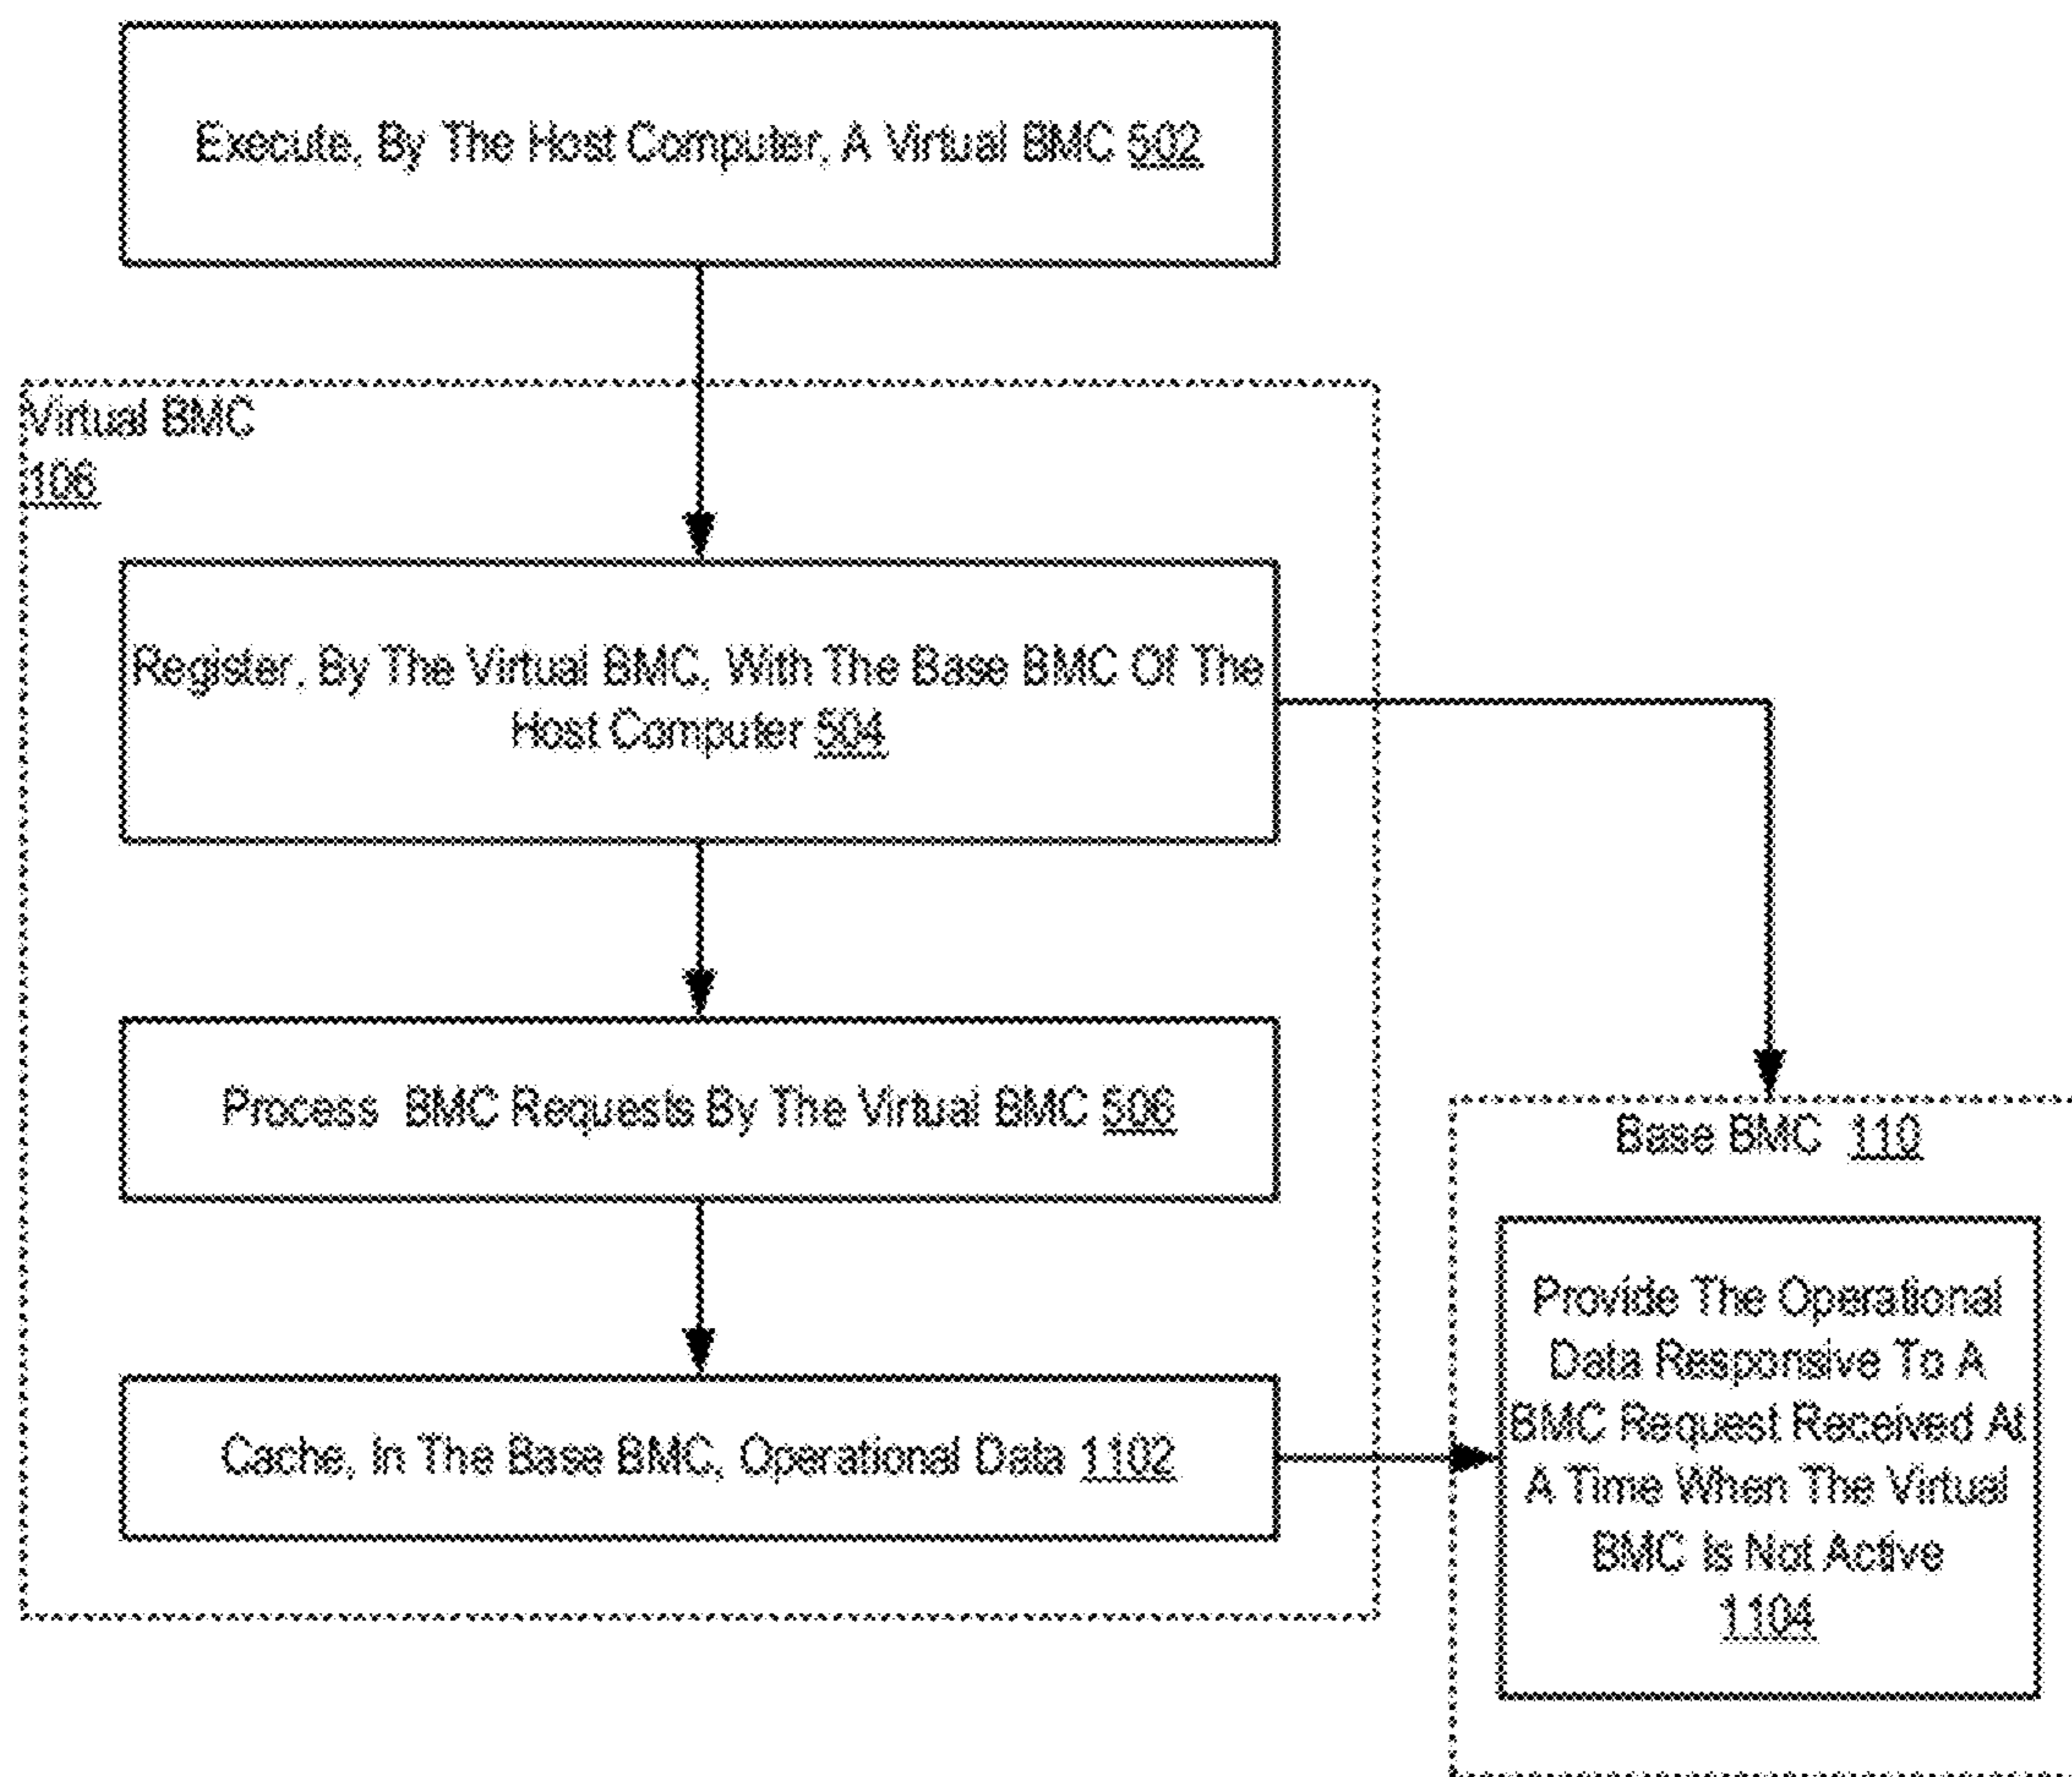 Execute, By The Host Computer, A Virtual BMC 502
Virtual BMC
106
Register, By The Virtual BMC, With The Base BMC Of The
Host Computer 504
Process BMC Requests By The Virtual BMC 506
Cache, In The Base BMC, Operational Data 1102
Base BMC 110
Provide The Operational
Data Responsive To A
BMC Request Received At
A Time When The Virtual
BMC Is Not Active
1104